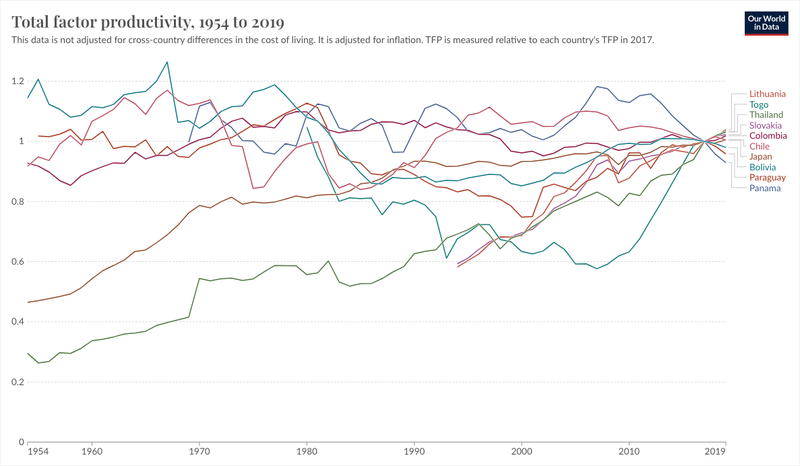 Total factor productivity, 1954 to 2019
Our World
in Data
This data is not adjusted for cross-country differences in the cost of living. It is adjusted for inflation. TFP is measured relative to each country's TFP in 2017.
1.2
1
0.8
0.6
0.4
0.2
0
1954
1960
1970
1980
1990
2000
2010
2019
Lithuania
Togo
Thailand
Slovakia
Colombia
Chile
Japan
Bolivia
Paraguay
Panama